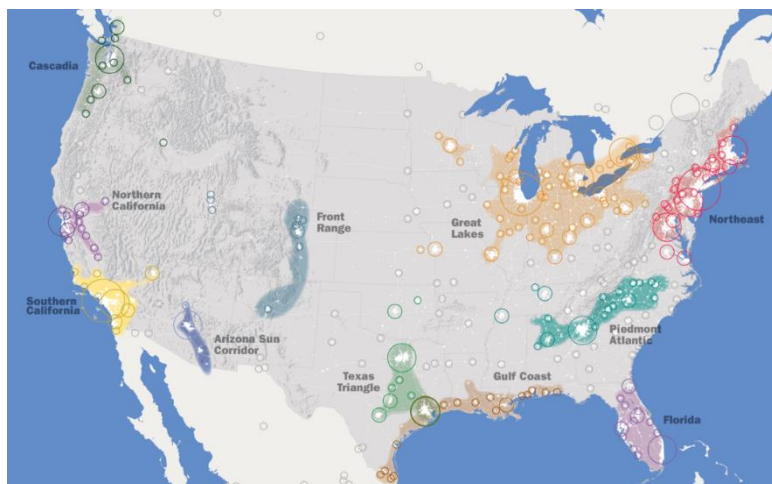 Cascadia
Northern
California
Front
Range
Great
Lakes
Northeast
Southern
California
Arizona Sun
Corridor
Piedmont
Atlantic
Texas
Triangle
Gulf Coast
Florida